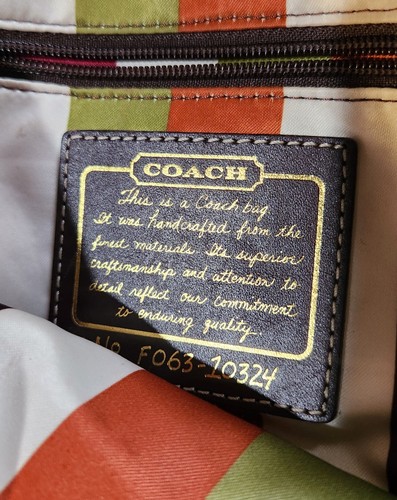 COACH
This is a Coach bag.
It was handcrafted from the
finest materials. Its superior
craftsmanship and attention to
detail reflect our commitment
to enduring quality.
No F063-10324